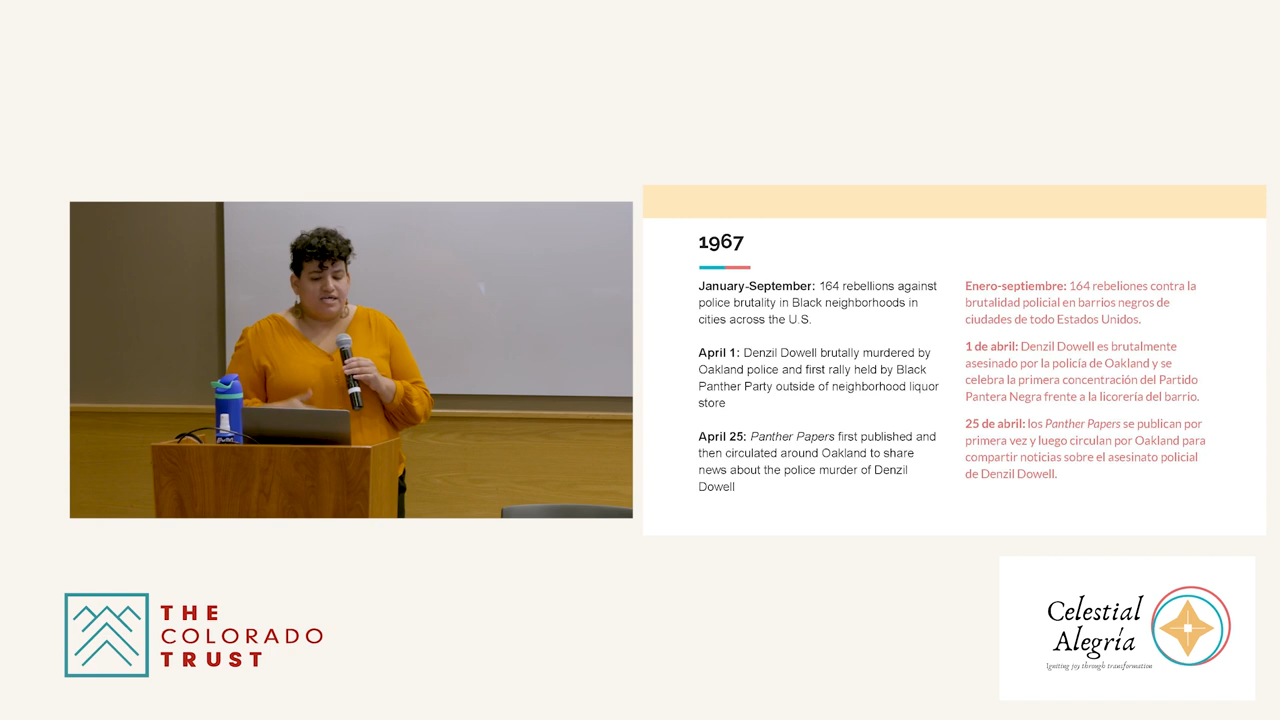 1967
January-September: 164 rebellions against
police brutality in Black neighborhoods in
cities across the U.S.
April 1: Denzil Dowell brutally murdered by
Oakland police and first rally held by Black
Panther Party outside of neighborhood liquor
store
April 25: Panther Papers first published and
then circulated around Oakland to share
news about the police murder of Denzil
Dowell
Enero-septiembre: 164 rebeliones contra la
brutalidad policial en barrios negros de
ciudades de todo Estados Unidos.
1 de abril: Denzil Dowell es brutalmente
asesinado por la policía de Oakland y se
celebra la primera concentración del Partido
Pantera Negra frente a la licorería del barrio.
25 de abril: los Panther Papers se publican por
primera vez y luego circulan por Oakland para
compartir noticias sobre el asesinato policial
de Denzil Dowell.
THE
COLORADO
TRUST
Celestial
Alegría
Igniting joy through transformation